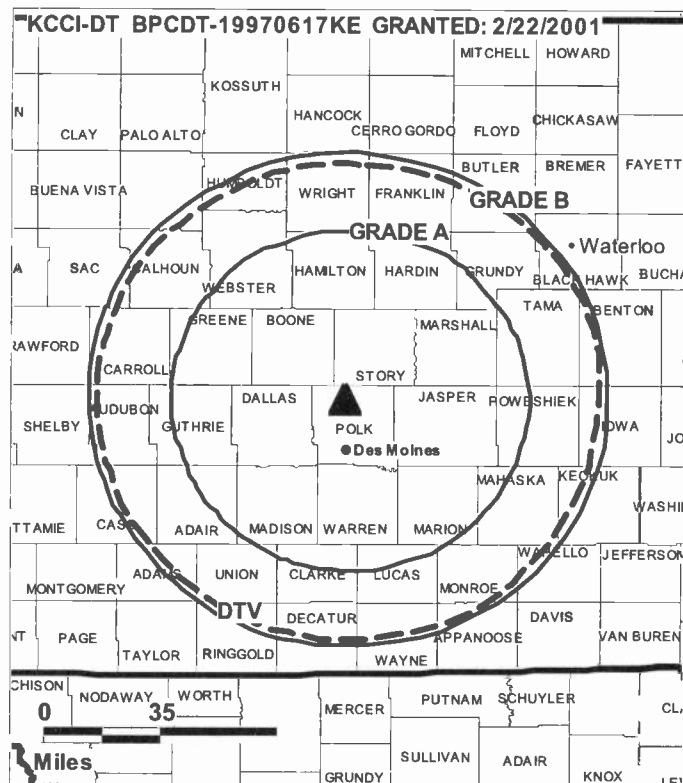 KCCI-DT BPCDT-19970617KE GRANTED: 2/22/2001
MITCHELL HOWARD
KOSSUTH
HANCOCK
CHICKASAW
N CLAY PALO ALTO CERRO GORDO FLOYD
BUTLER BREMER FAYETT
BUENA VISTA HUMBOLDT WRIGHT FRANKLIN
GRADE B
GRADE A
Waterloo
A SAC CALHOUN HAMILTON HARDIN GRUNDY
WEBSTER BLACK HAWK BUCHA
TAMA BENTON
GREENE BOONE MARSHALL
RAWFORD
CARROLL
STORY
DALLAS JASPER POWESHIEK
AUDUBON
SHELBY GUTHRIE POLK IOWA JO
Des Moines
MAHASKA KEOKUK
WASHI
TTAMIE CASS ADAIR MADISON WARREN MARION
WAPELLO JEFFERSON
ADAMS UNION CLARKE LUCAS
MONTGOMERY MONROE
DTV DECATUR DAVIS
NT PAGE APPANOOSE VAN BUREN
TAYLOR RINGGOLD WAYNE
CHISON NODAWAY WORTH
MERCER PUTNAM SCHUYLER CLA
0 35
Miles
SULLIVAN ADAIR
GRUNDY KNOX LEW